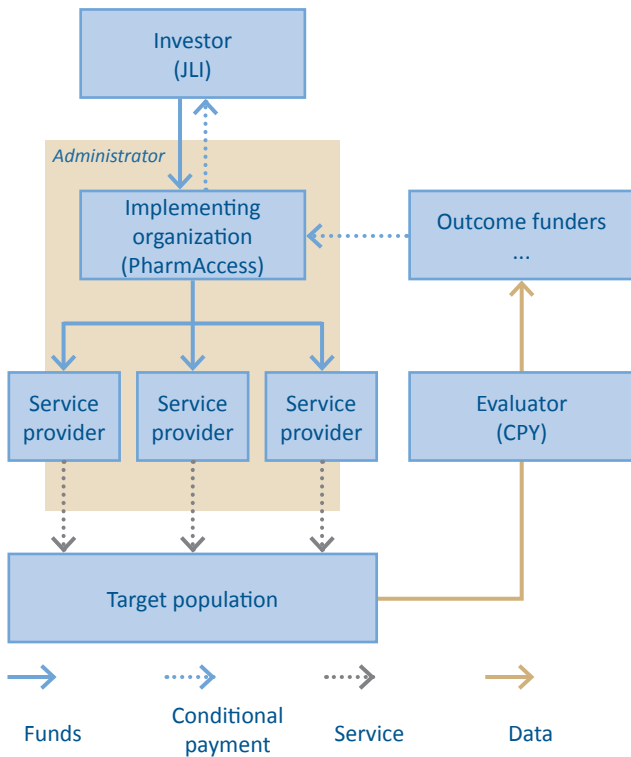 Investor
(JLI)
Administrator
Implementing
organization
(PharmAccess)
Outcome funders
...
Service
provider
Service
provider
Service
provider
Evaluator
(CPY)
Target population
Funds
Conditional
payment
Service
Data